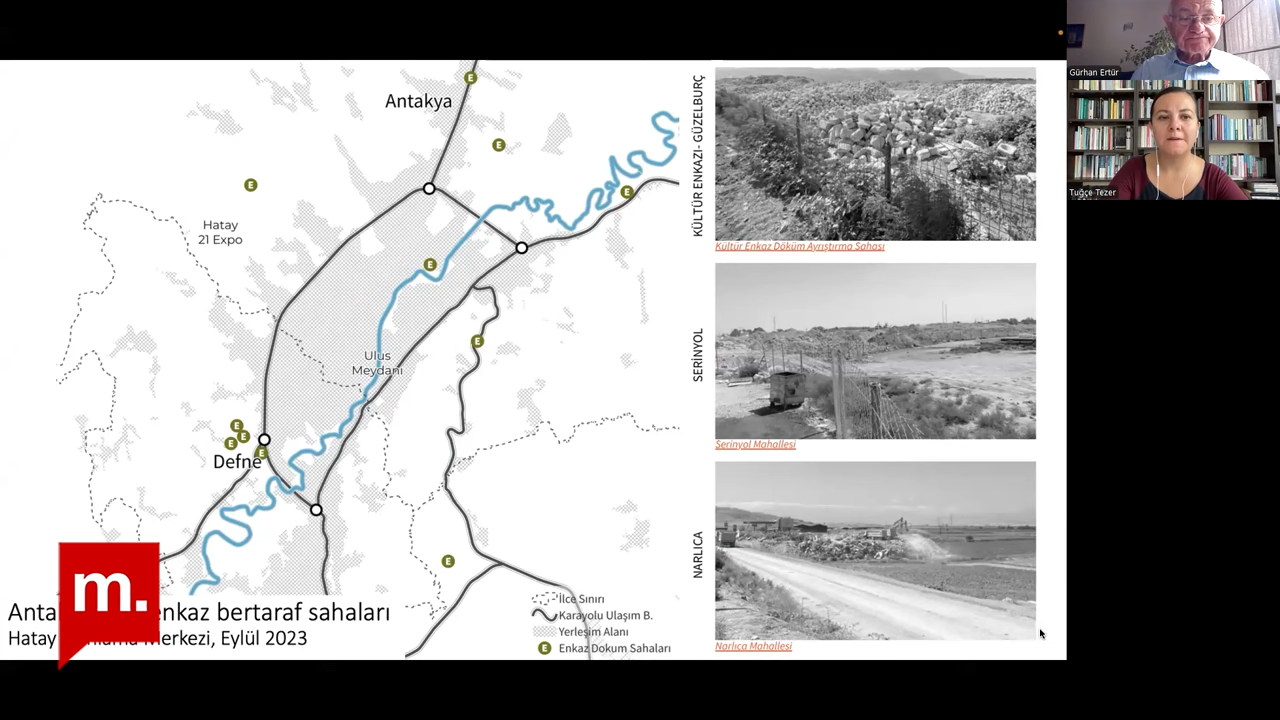 Antakya
Hatay
21 Expo
Ulus
Meydanı
Defne
m.
Anta
enkaz bertaraf sahaları
Hatay
Merkezi, Eylül 2023
İlçe Sınırı
Karayolu Ulaşım B.
Yerleşim Alanı
E Enkaz Dokum Sahaları
KÜLTÜR ENKAZI- GÜZELBURÇ
Kültür Enkaz Döküm Ayrıştırma Sahası
SERİNYOL
Serinyol Mahallesi
NARLICA
Narlıca Mahallesi
Gürhan Ertür
Tuğçe Tezer